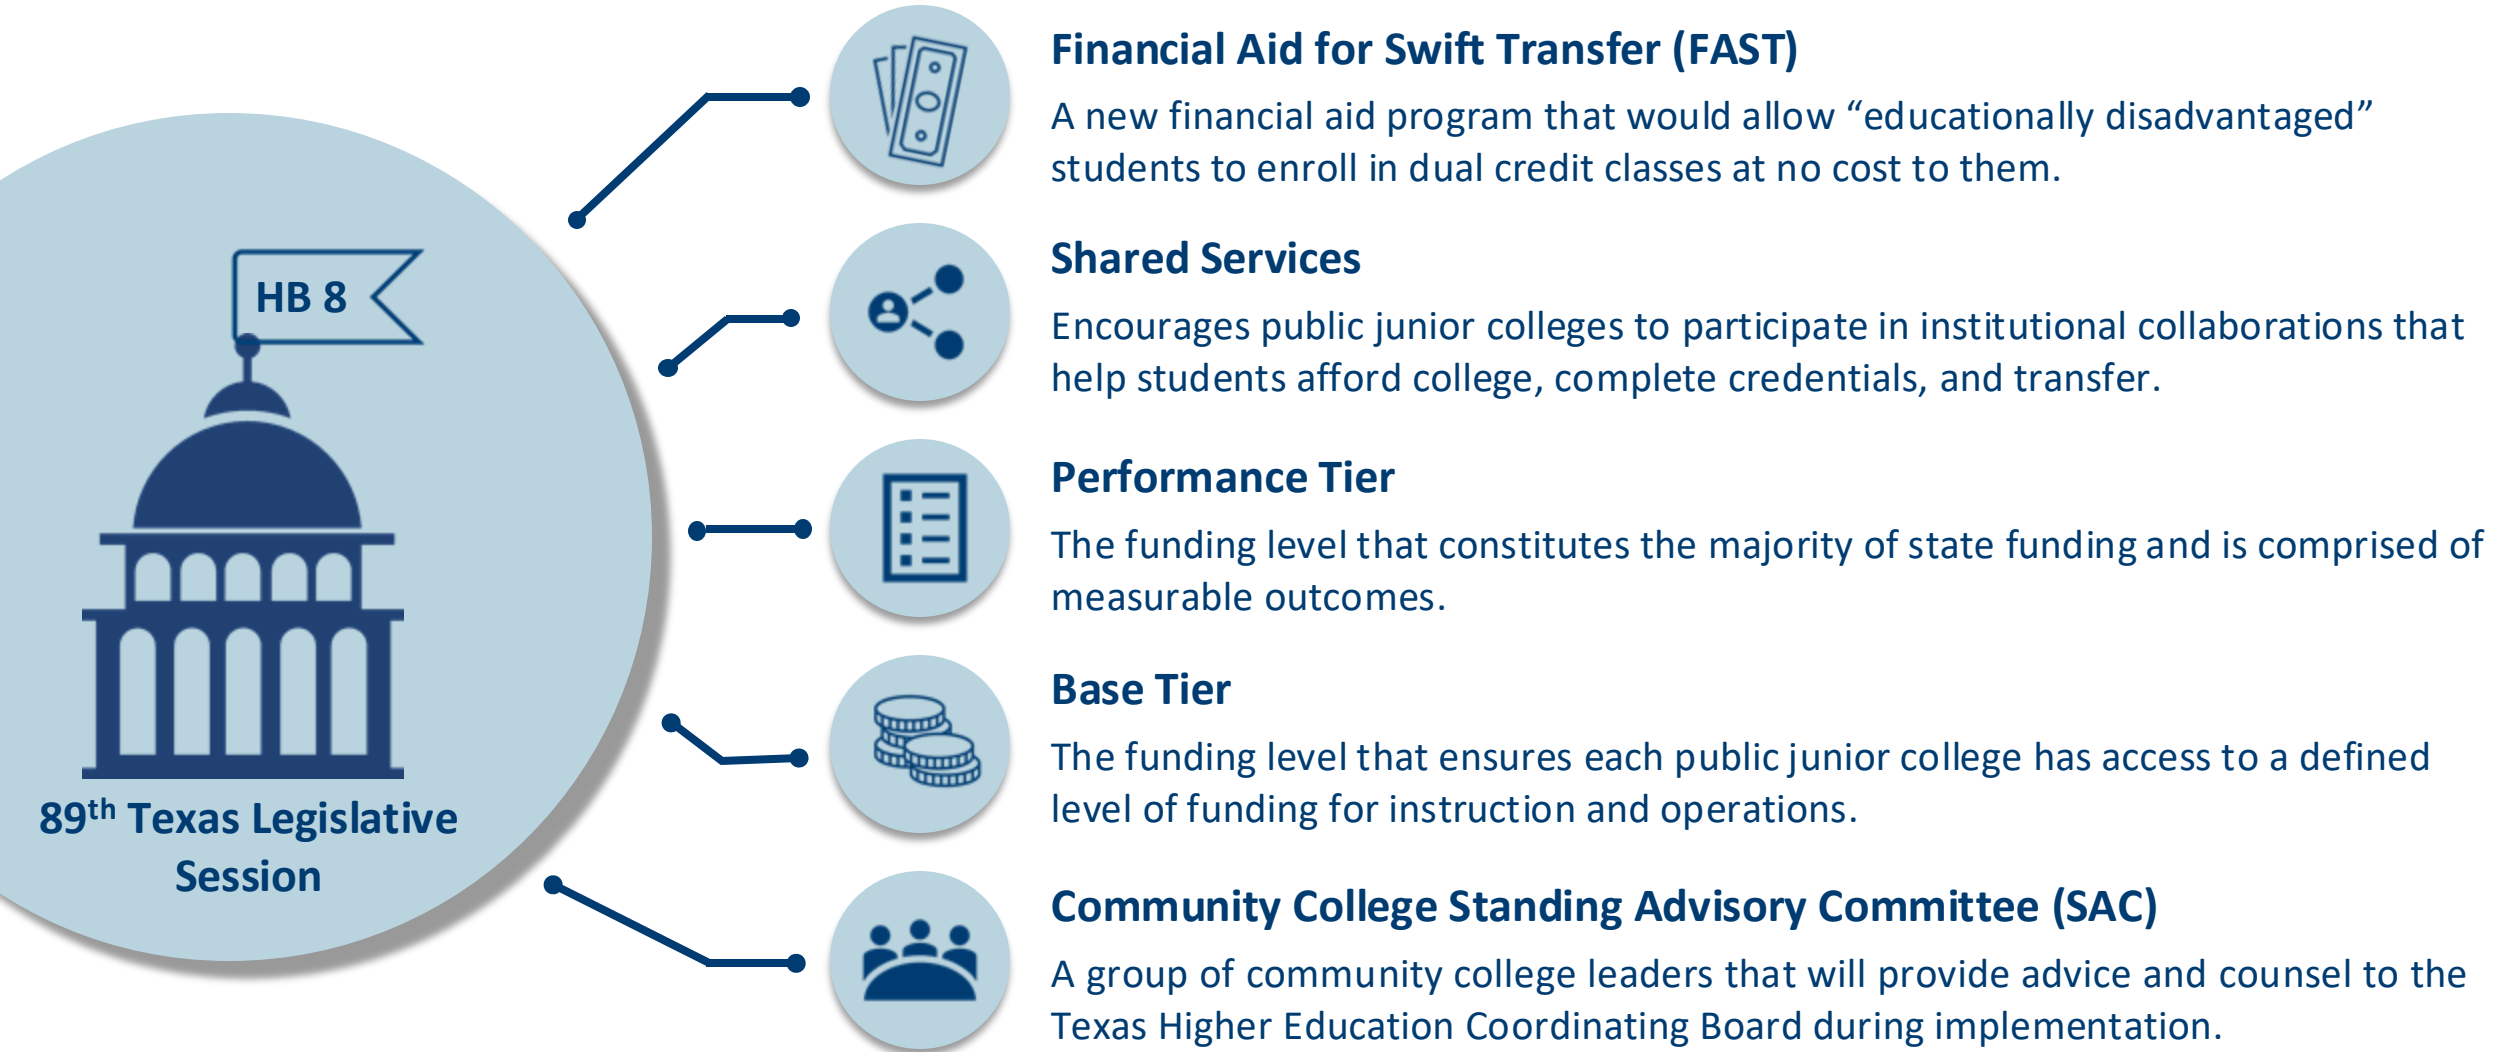 HB 8
89th Texas Legislative
Session
Financial Aid for Swift Transfer (FAST)
A new financial aid program that would allow “educationally disadvantaged”
students to enroll in dual credit classes at no cost to them.
Shared Services
Encourages public junior colleges to participate in institutional collaborations that
help students afford college, complete credentials, and transfer.
Performance Tier
The funding level that constitutes the majority of state funding and is comprised of
measurable outcomes.
Base Tier
The funding level that ensures each public junior college has access to a defined
level of funding for instruction and operations.
Community College Standing Advisory Committee (SAC)
A group of community college leaders that will provide advice and counsel to the
Texas Higher Education Coordinating Board during implementation.